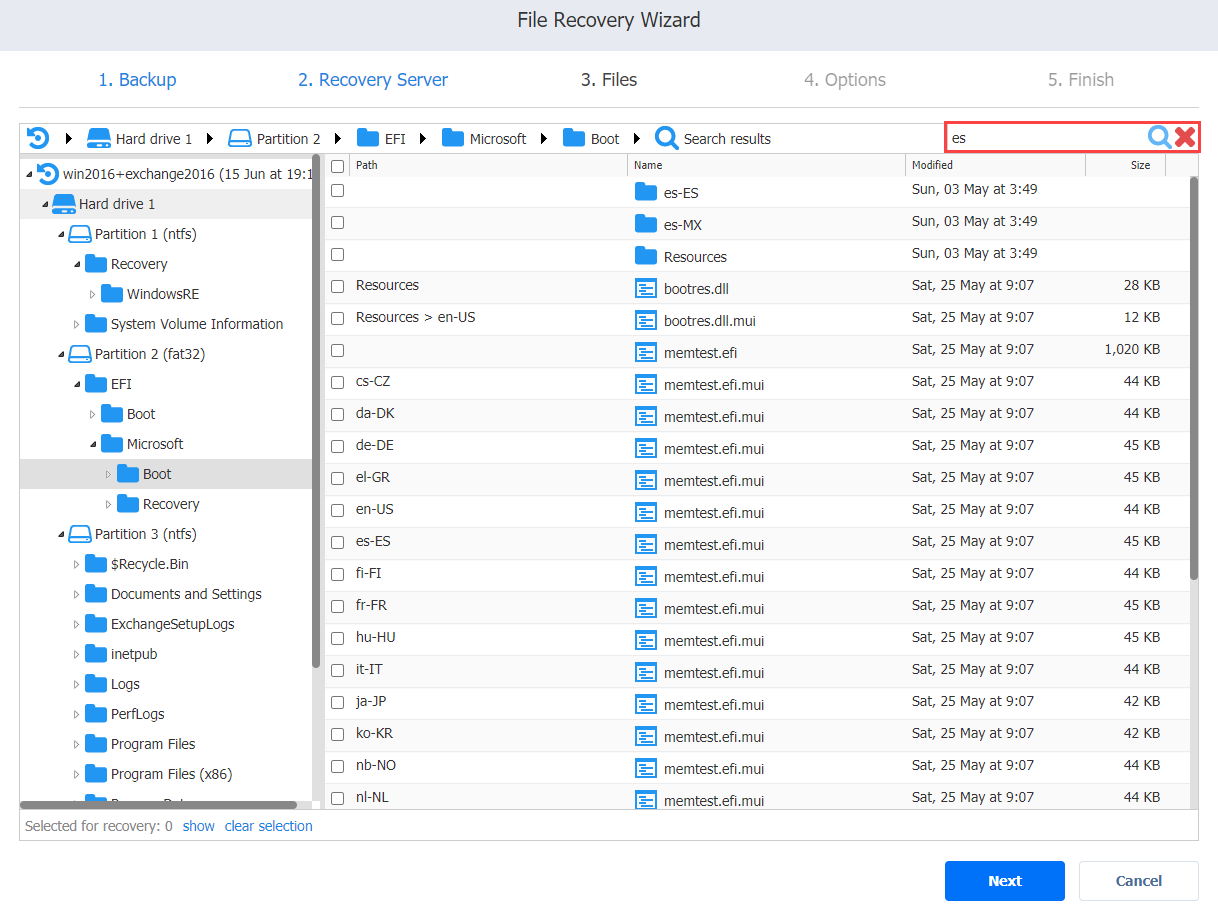 File Recovery Wizard
1. Backup 2. Recovery Server 3. Files 4. Options 5. Finish
Hard drive 1 Partition 2 EFI Microsoft Boot Search results es
win2016+exchange2016 (15 Jun at 19:1
Hard drive 1
Partition 1 (ntfs)
Recovery
WindowsRE
System Volume Information
Partition 2 (fat32)
EFI
Boot
Microsoft
Boot
Recovery
Partition 3 (ntfs)
$Recycle.Bin
Documents and Settings
ExchangeSetupLogs
inetpub
Logs
PerfLogs
Program Files
Program Files (x86)
Path Name Modified Size
es-ES Sun, 03 May at 3:49
es-MX Sun, 03 May at 3:49
Resources Sun, 03 May at 3:49
Resources bootres.dll Sat, 25 May at 9:07 28 KB
Resources > en-US bootres.dll.mui Sat, 25 May at 9:07 12 KB
memtest.efi Sat, 25 May at 9:07 1,020 KB
cs-CZ memtest.efi.mui Sat, 25 May at 9:07 44 KB
da-DK memtest.efi.mui Sat, 25 May at 9:07 44 KB
de-DE memtest.efi.mui Sat, 25 May at 9:07 45 KB
el-GR memtest.efi.mui Sat, 25 May at 9:07 45 KB
en-US memtest.efi.mui Sat, 25 May at 9:07 44 KB
es-ES memtest.efi.mui Sat, 25 May at 9:07 45 KB
fi-FI memtest.efi.mui Sat, 25 May at 9:07 44 KB
fr-FR memtest.efi.mui Sat, 25 May at 9:07 45 KB
hu-HU memtest.efi.mui Sat, 25 May at 9:07 45 KB
it-IT memtest.efi.mui Sat, 25 May at 9:07 44 KB
ja-JP memtest.efi.mui Sat, 25 May at 9:07 42 KB
ko-KR memtest.efi.mui Sat, 25 May at 9:07 42 KB
nb-NO memtest.efi.mui Sat, 25 May at 9:07 44 KB
nl-NL memtest.efi.mui Sat, 25 May at 9:07 44 KB
Selected for recovery: 0 show clear selection
Next Cancel